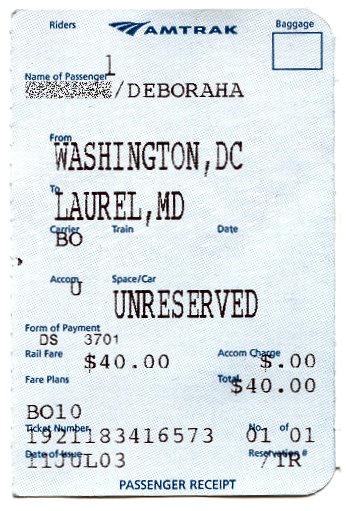 Riders AMTRAK Baggage
1
Name of Passenger
/DEBORAHA
From
WASHINGTON,DC
To
LAUREL,MD
Carrier Train Date
BO
Accom Space/Car
U UNRESERVED
Form of Payment
DS 3701
Rail Fare $40.00 Accom Charge $.00
Fare Plans Total $40.00
BO10
Ticket Number No. of
1921183416573 01 01
Date of Issue Reservation #
11JUL03 /TR
PASSENGER RECEIPT